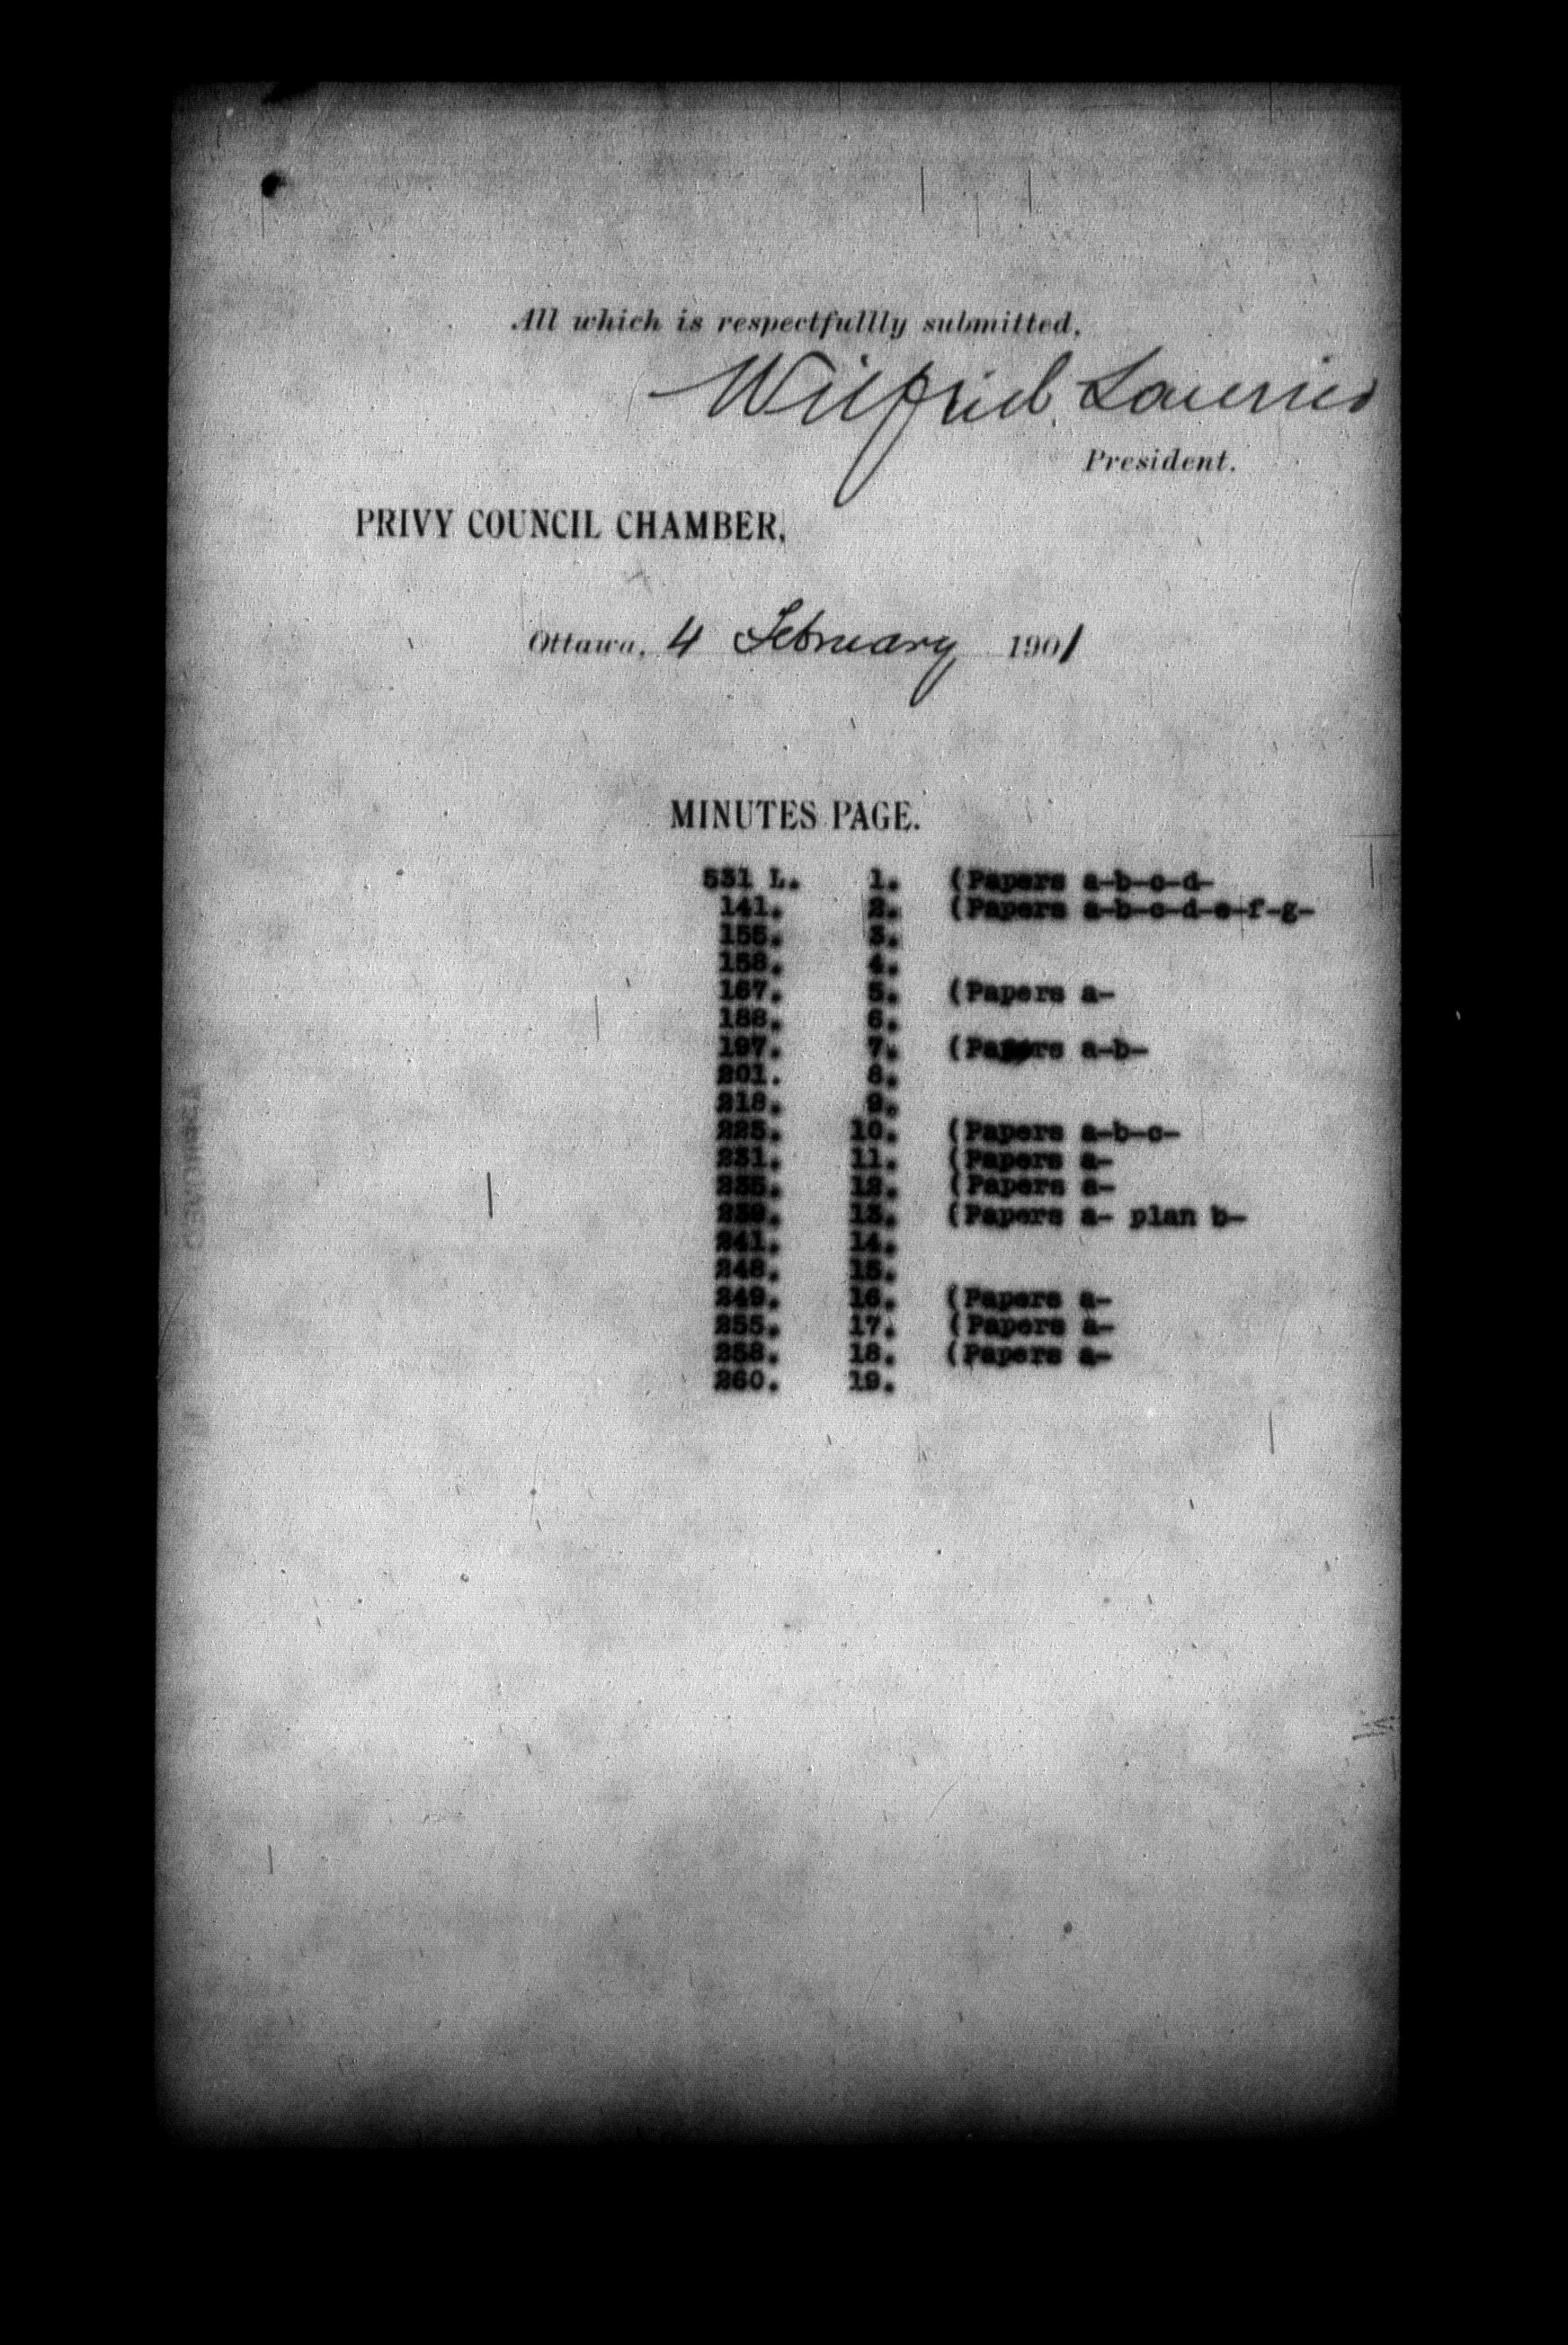 All which is respectfullly submitted,
Wilfrid Laurier
President.
PRIVY COUNCIL CHAMBER,
Ottawa, 4 February 1901
MINUTES PAGE.
531 L. 1. (Papers a-b-c-d-
141. 2. (Papers a-b-c-d-e-f-g-
155. 3.
158. 4.
167. 5. (Papers a-
188. 6.
197. 7. (Papers a-b-
201. 8.
218. 9.
225. 10. (Papers a-b-c-
231. 11. (Papers a-
235. 12. (Papers a-
239. 13. (Papers a- plan b-
241. 14.
248. 15.
249. 16. (Papers a-
255. 17. (Papers a-
258. 18. (Papers a-
260. 19.